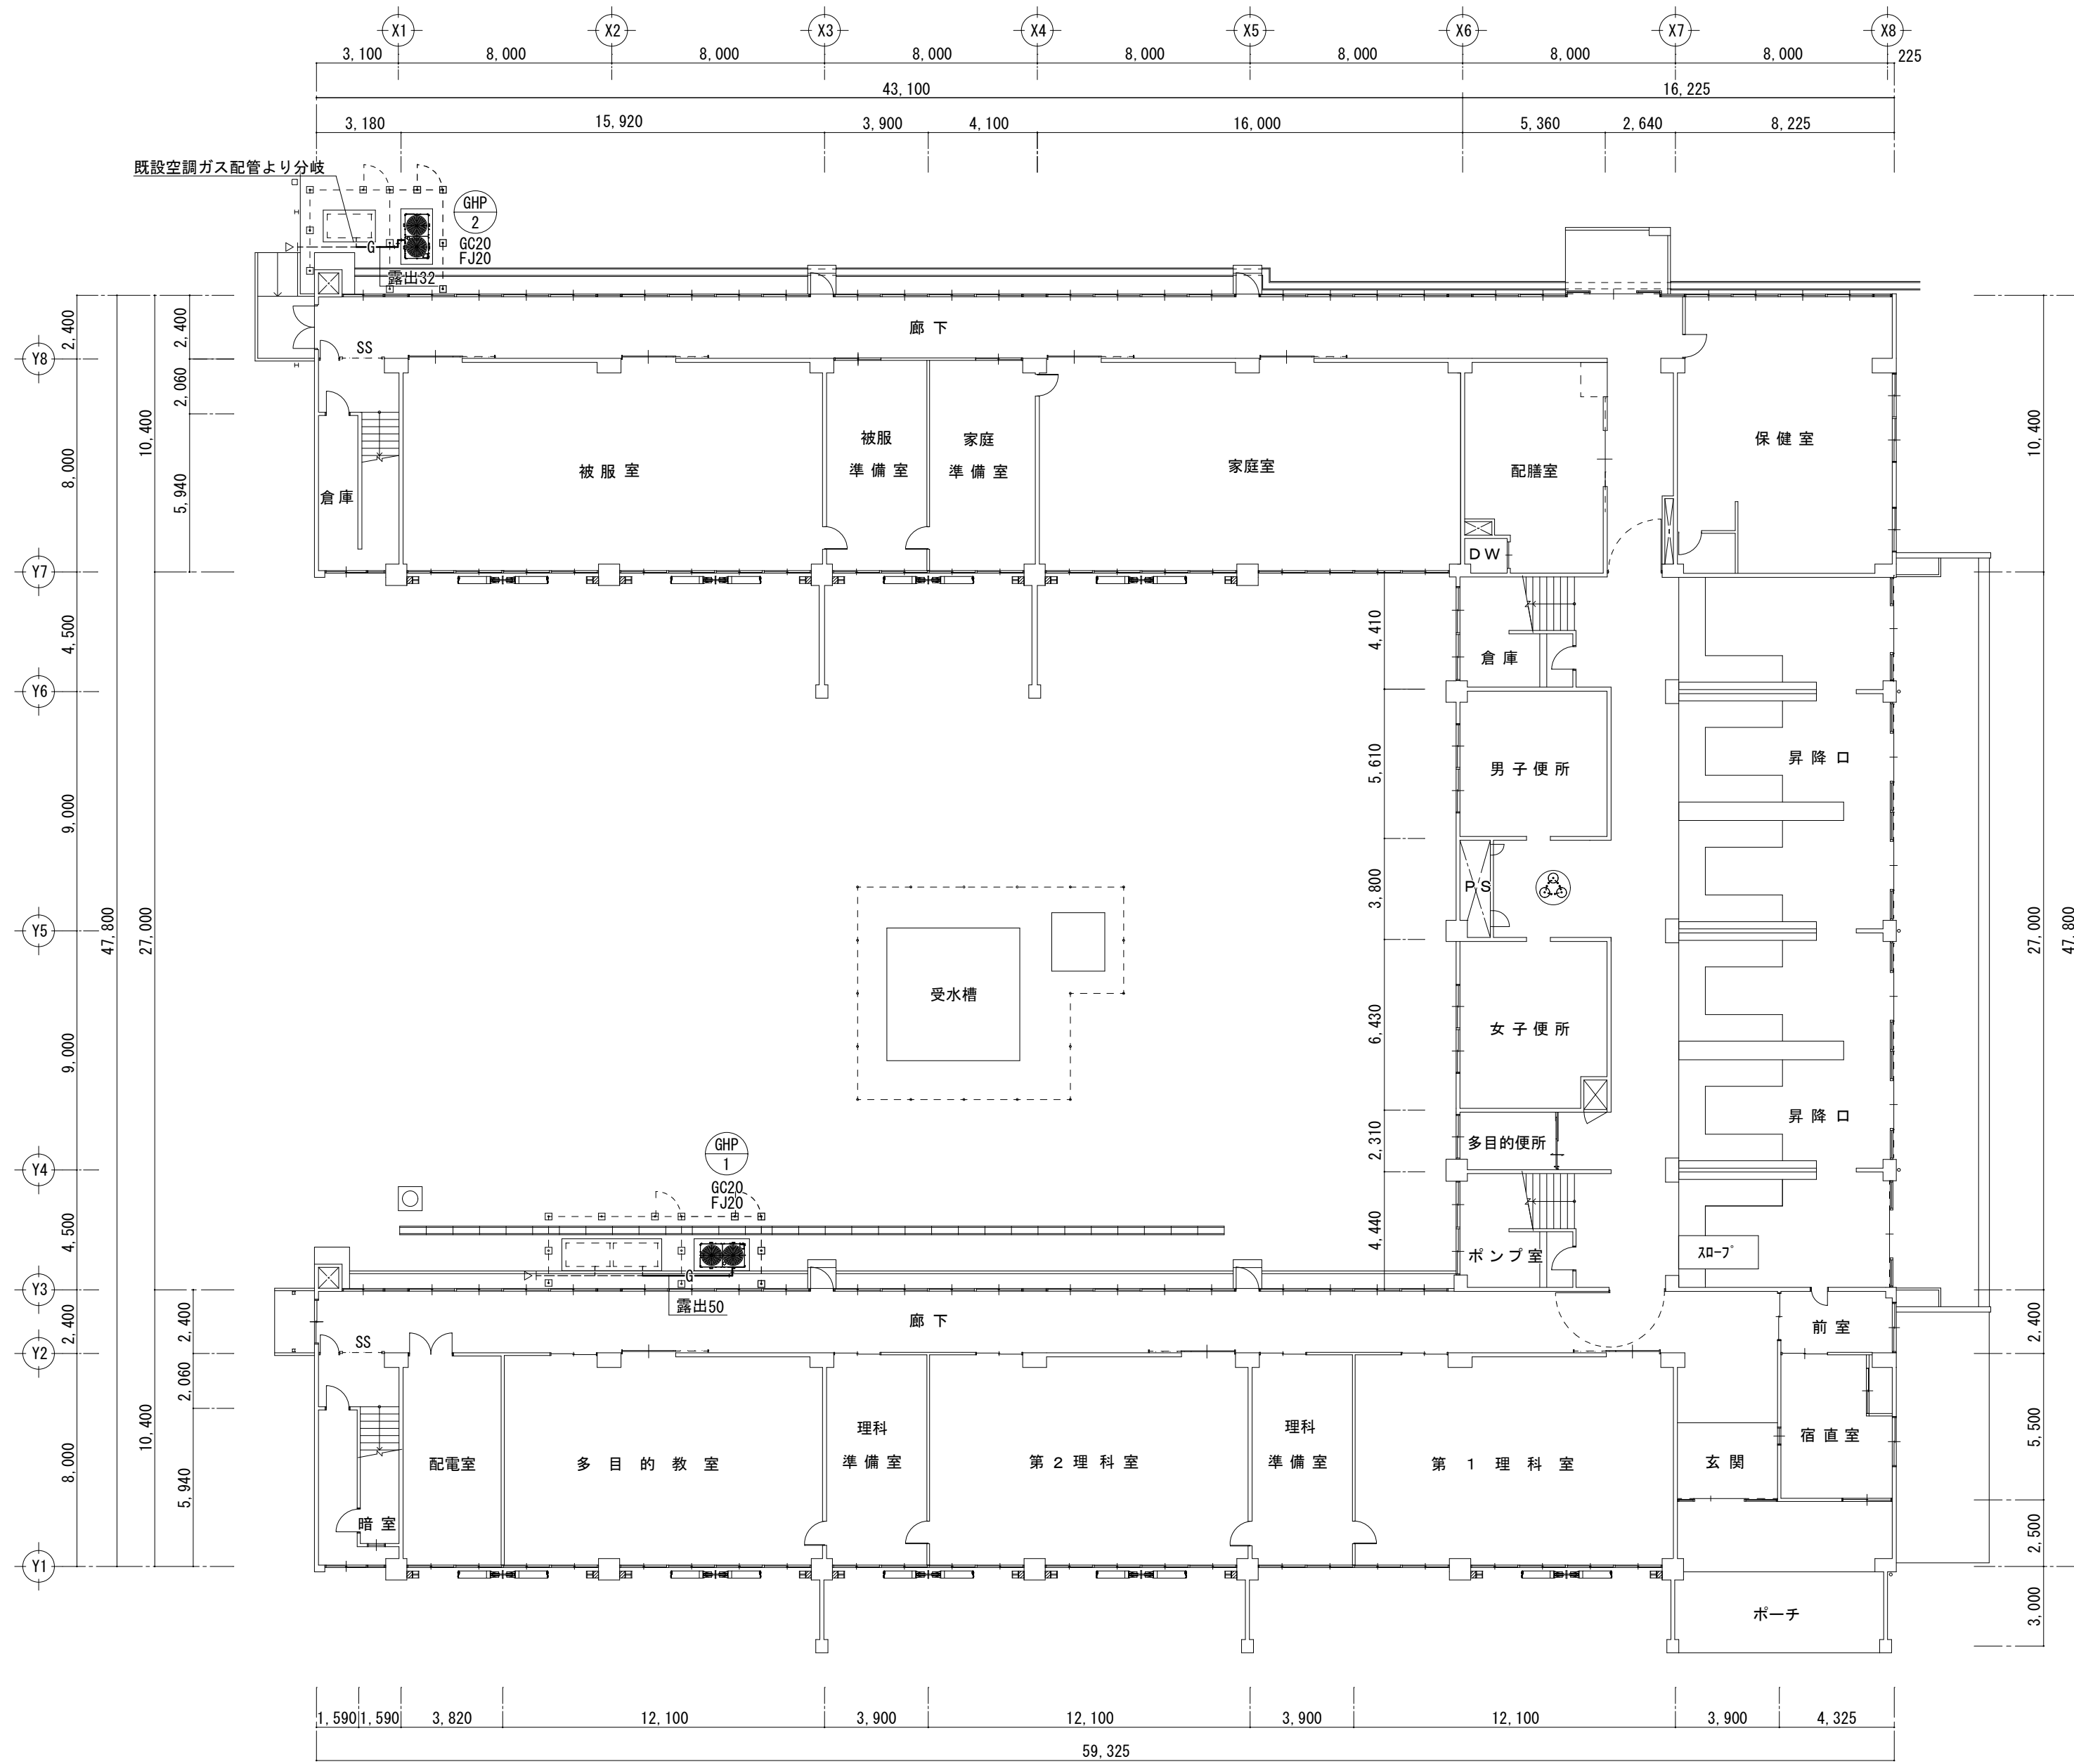 X1 X2 X3 X4 X5 X6 X7 X8
3,100 8,000 8,000 8,000 8,000 8,000 8,000 8,000 225
43,100 16,225
3,180 15,920 3,900 4,100 16,000 5,360 2,640 8,225
既設空調ガス配管より分岐
GHP
2
GC20
FJ20
G
露出32
廊下
SS
Y8
2,400
2,400
2,060
10,400
8,000
5,940
倉庫
被服室
被服
準備室
家庭
準備室
家庭室
配膳室
DW
保健室
10,400
Y7
4,500
4,410
倉庫
Y6
9,000
5,610
男子便所
昇降口
3,800
PS
Y5
47,800
27,000
27,000
47,800
受水槽
9,000
6,430
女子便所
昇降口
2,310
多目的便所
Y4
GHP
1
GC20
FJ20
4,500
4,440
ポンプ室
スロープ
G
露出50
Y3
2,400
2,400
廊下
SS
前室
2,400
Y2
2,060
10,400
8,000
5,940
暗室
配電室
多目的教室
理科
準備室
第2理科室
理科
準備室
第1理科室
玄関
宿直室
5,500
2,500
Y1
ポーチ
3,000
1,590 1,590 3,820 12,100 3,900 12,100 3,900 12,100 3,900 4,325
59,325